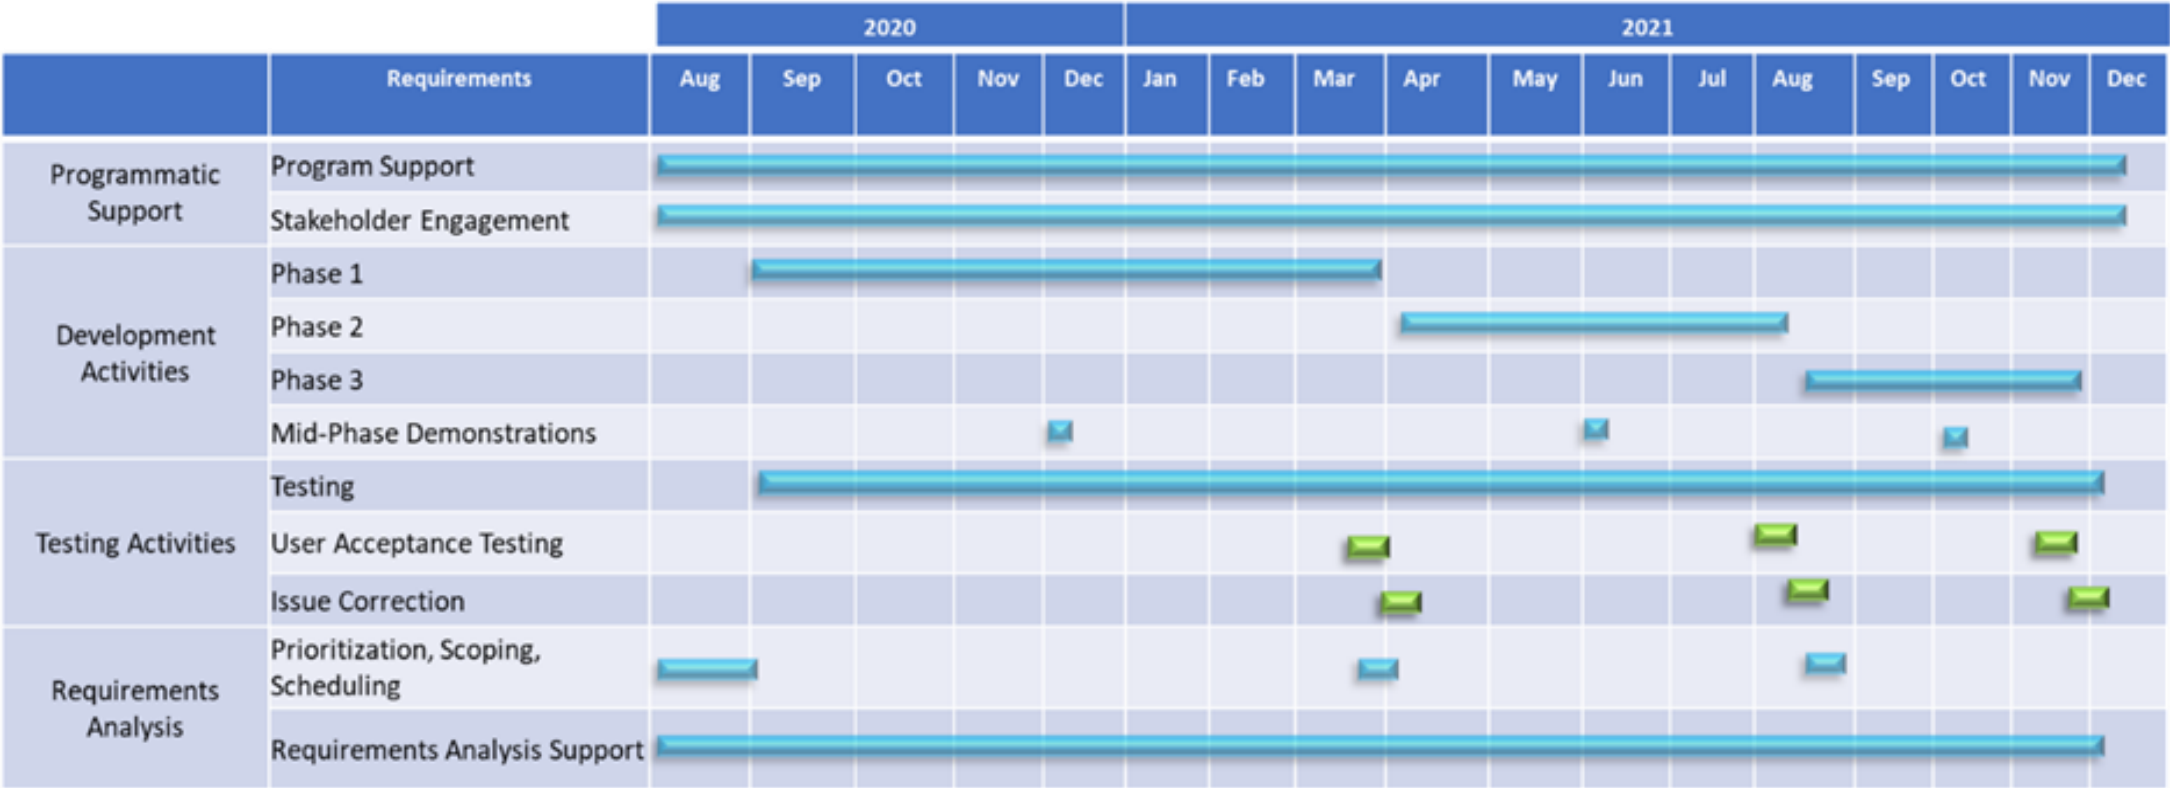 2020 2021
Requirements Aug Sep Oct Nov Dec Jan Feb Mar Apr May Jun Jul Aug Sep Oct Nov Dec
Programmatic
Support
Program Support
Stakeholder Engagement
Development
Activities
Phase 1
Phase 2
Phase 3
Mid-Phase Demonstrations
Testing Activities
Testing
User Acceptance Testing
Issue Correction
Requirements
Analysis
Prioritization, Scoping,
Scheduling
Requirements Analysis Support